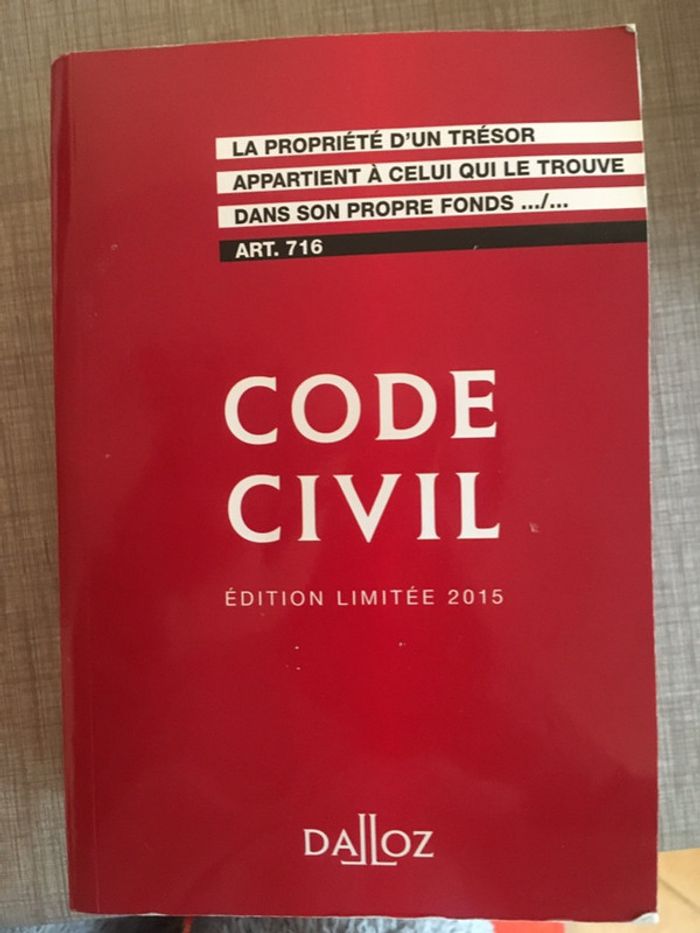 LA PROPRIÉTÉ D'UN TRÉSOR
APPARTIENT À CELUI QUI LE TROUVE
DANS SON PROPRE FONDS .../...
ART. 716
CODE
CIVIL
ÉDITION LIMITÉE 2015
DALLOZ